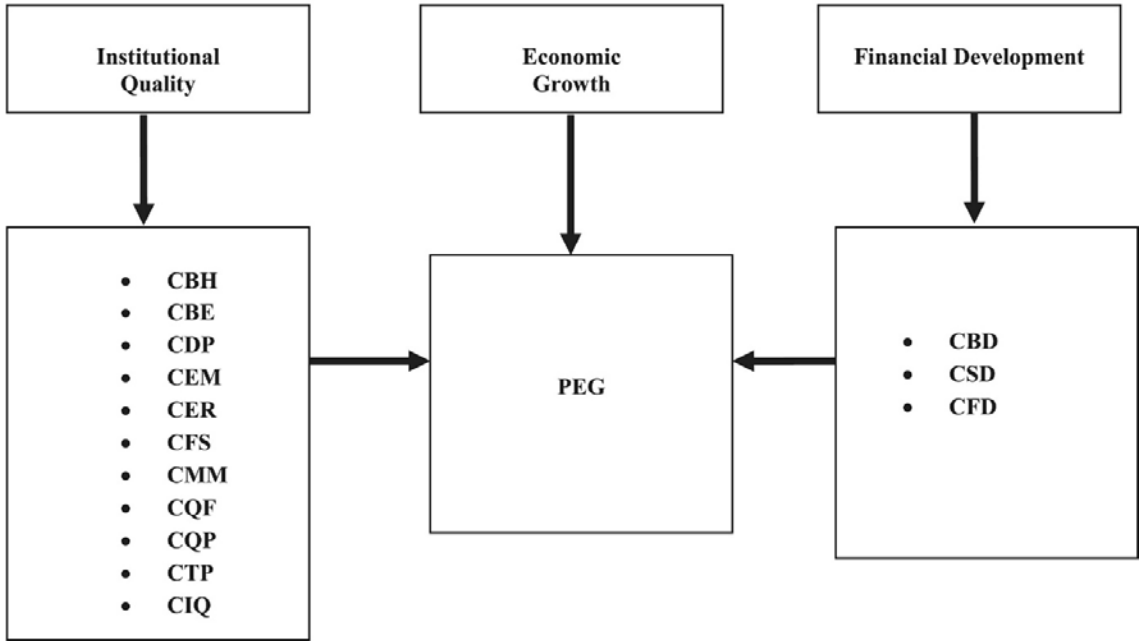 Institutional
Quality
Economic
Growth
Financial Development
• CBH
• CBE
• CDP
• CEM
• CER
• CFS
• CMM
• CQF
• CQP
• CTP
• CIQ
PEG
• CBD
• CSD
• CFD